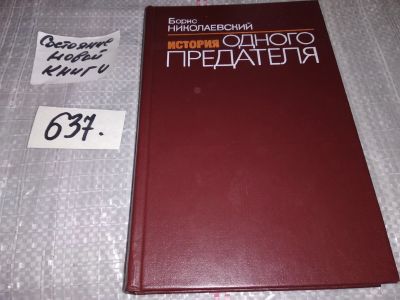 Состояние
новой
книги
637.
Борис
НИКОЛАЕВСКИЙ
ИСТОРИЯ ОДНОГО
ПРЕДАТЕЛЯ